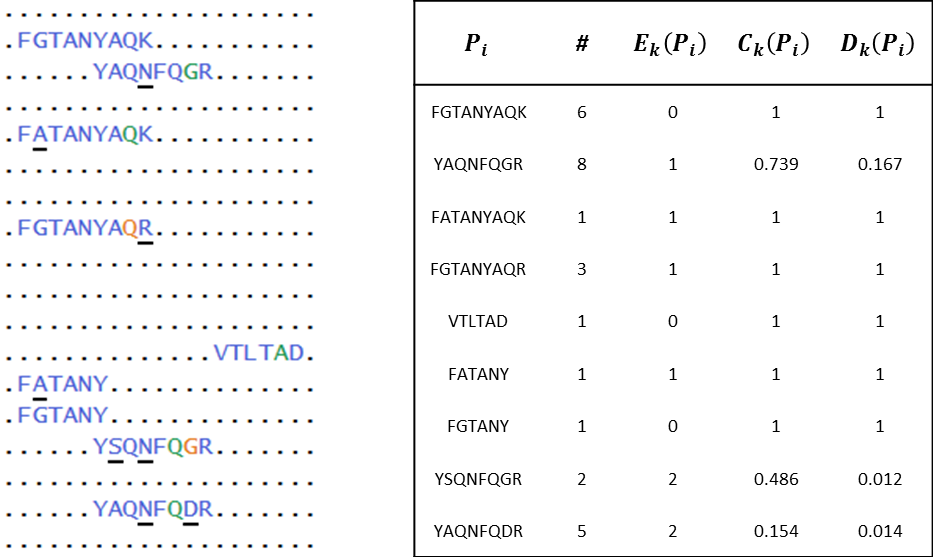 .....................
.FGTANYAQK...........
......YAQNFQGR.......
.....................
.FATANYAQK...........
.....................
.....................
.FGTANYAQR...........
.....................
.....................
.....................
..............VTLTAD.
.FATANY..............
.FGTANY..............
......YSQNFQGR.......
.....................
......YAQNFQDR.......
.....................
P_i # E_k(P_i) C_k(P_i) D_k(P_i)
FGTANYAQK 6 0 1 1
YAQNFQGR 8 1 0.739 0.167
FATANYAQK 1 1 1 1
FGTANYAQR 3 1 1 1
VTLTAD 1 0 1 1
FATANY 1 1 1 1
FGTANY 1 0 1 1
YSQNFQGR 2 2 0.486 0.012
YAQNFQDR 5 2 0.154 0.014